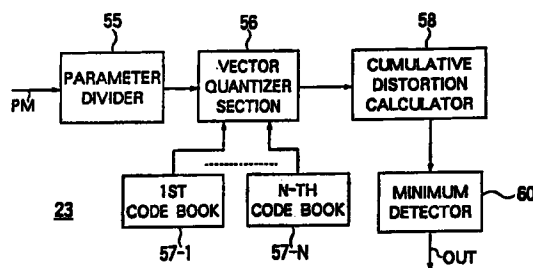 55
56
58
PARAMETER
DIVIDER
VECTOR
QUANTIZER
SECTION
CUMULATIVE
DISTORTION
CALCULATOR
PM
1ST
CODE BOOK
N-TH
CODE BOOK
MINIMUM
DETECTOR
60
23
57-1
57-N
OUT